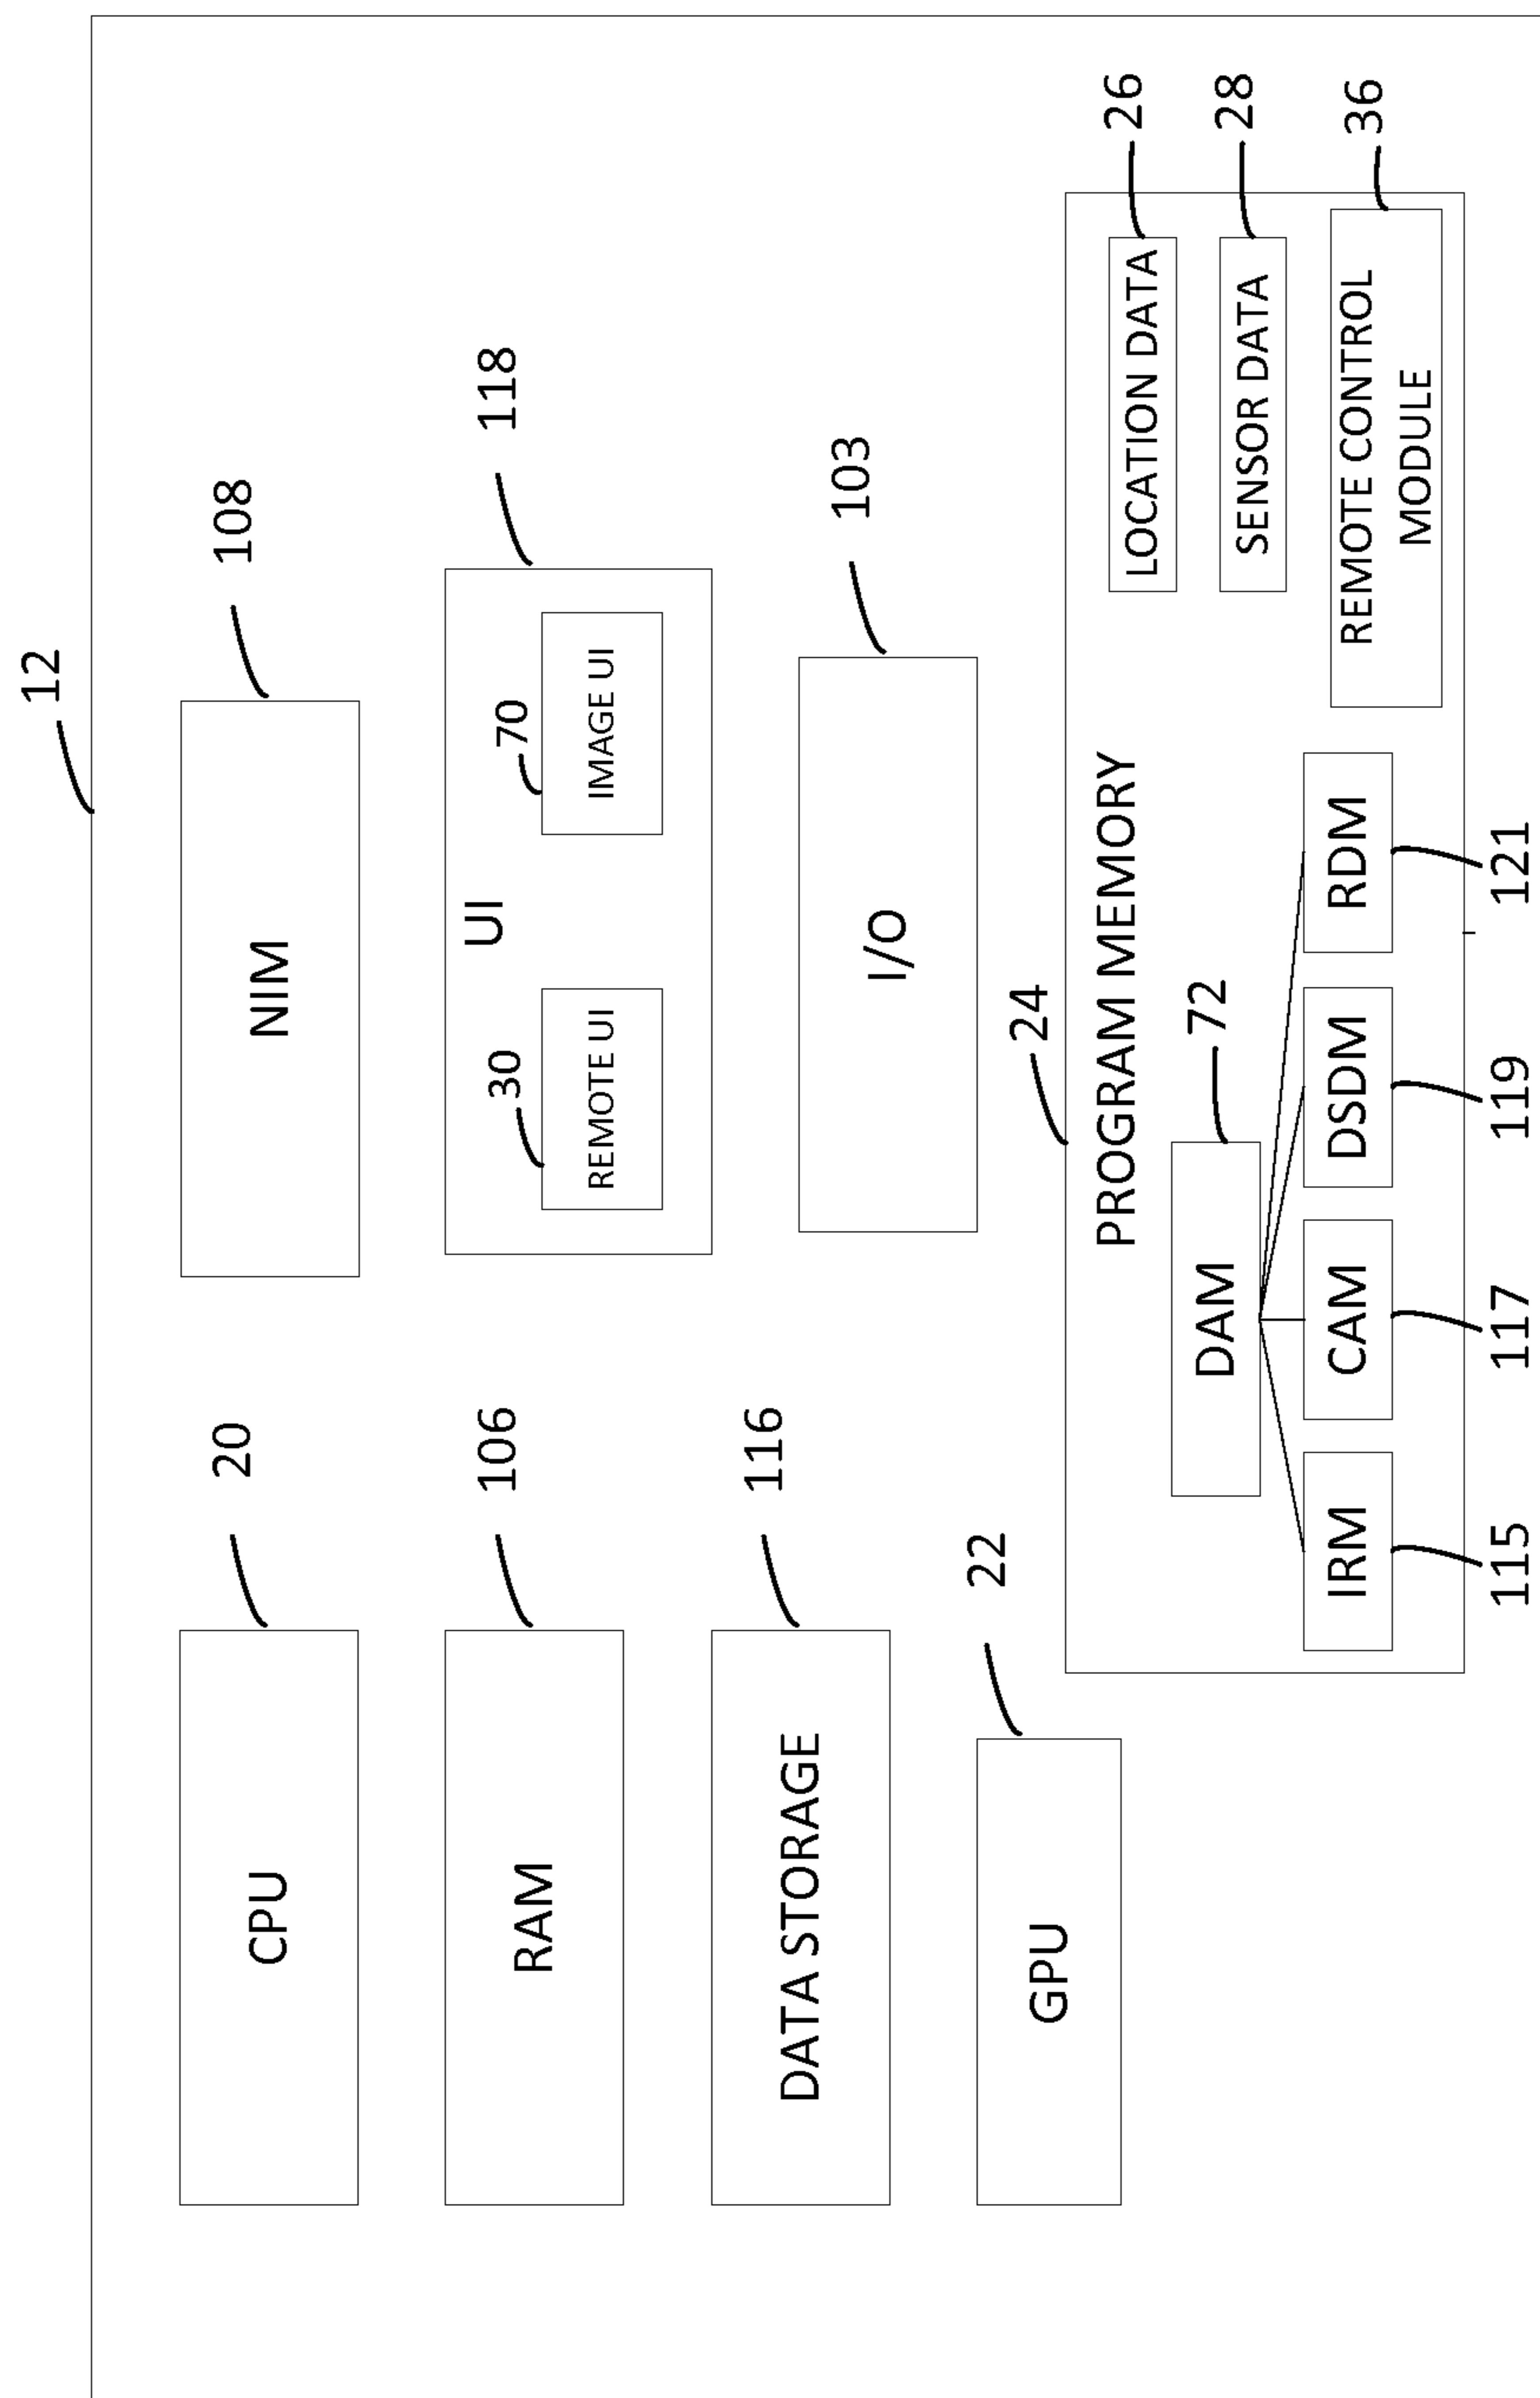 12
CPU
20
NIM
108
RAM
106
UI
118
30
REMOTE UI
70
IMAGE UI
DATA STORAGE
116
I/O
103
GPU
22
24
PROGRAM MEMORY
DAM
72
IRM
115
CAM
117
DSDM
119
RDM
121
LOCATION DATA
26
SENSOR DATA
28
REMOTE CONTROL
MODULE
36